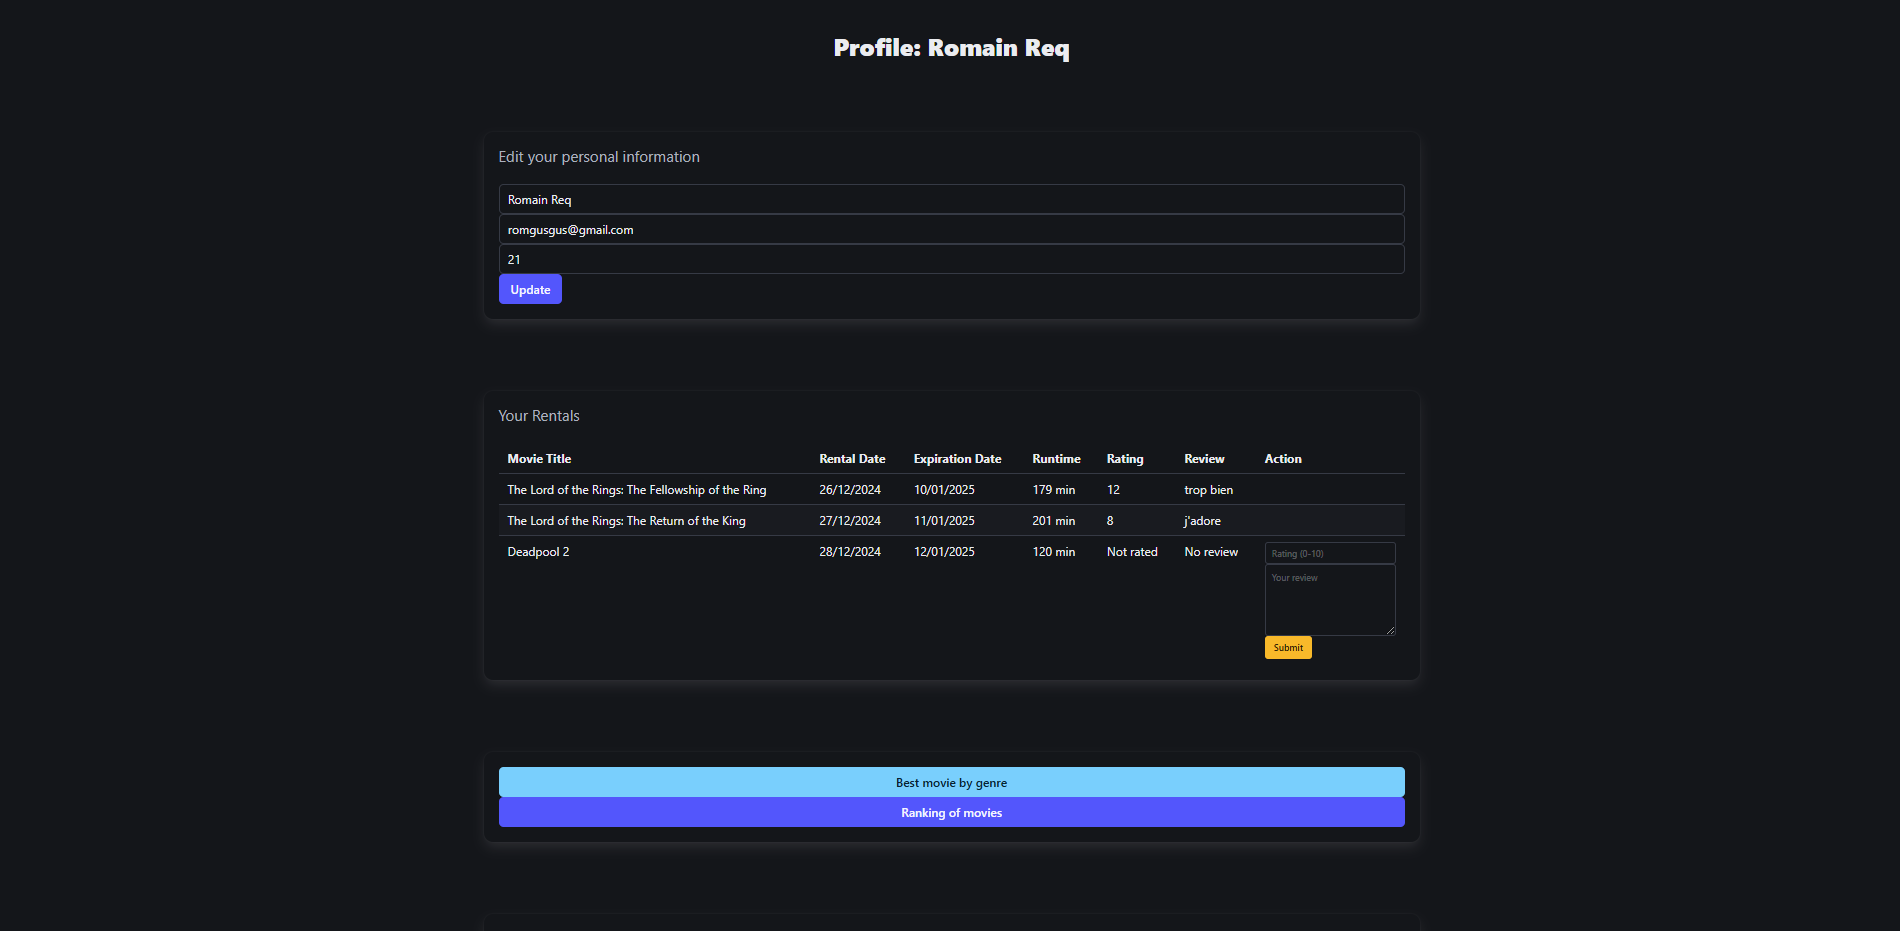 Profile: Romain Req
Edit your personal information
Romain Req
romgusgus@gmail.com
21
Update
Your Rentals
Movie Title Rental Date Expiration Date Runtime Rating Review Action
The Lord of the Rings: The Fellowship of the Ring 26/12/2024 10/01/2025 179 min 12 trop bien
The Lord of the Rings: The Return of the King 27/12/2024 11/01/2025 201 min 8 j'adore
Deadpool 2 28/12/2024 12/01/2025 120 min Not rated No review Rating (0-10)
Your review
Submit
Best movie by genre
Ranking of movies